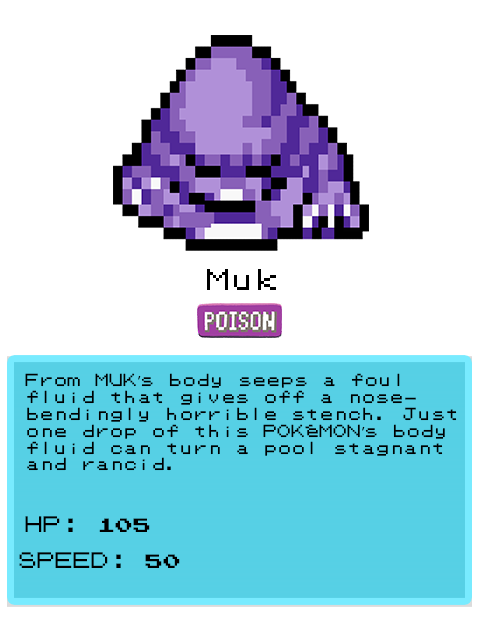 Muk
POISON
From MUK's body seeps a foul
fluid that gives off a nose-
bendingly horrible stench. Just
one drop of this POKéMON's body
fluid can turn a pool stagnant
and rancid.
HP: 105
SPEED: 50